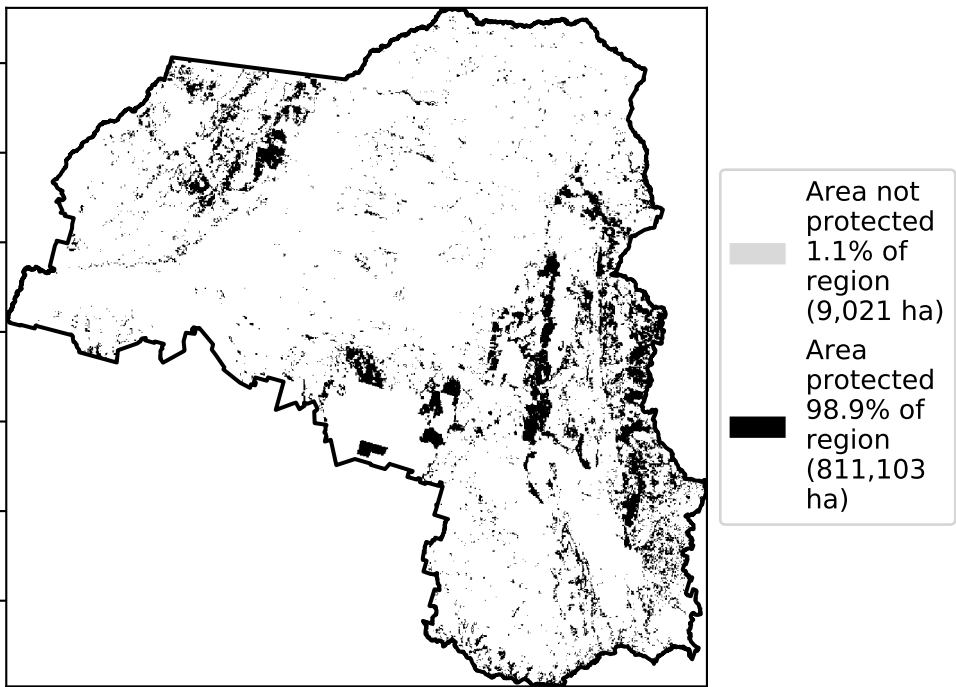 Area not
protected
1.1% of
region
(9,021 ha)
Area
protected
98.9% of
region
(811,103
ha)